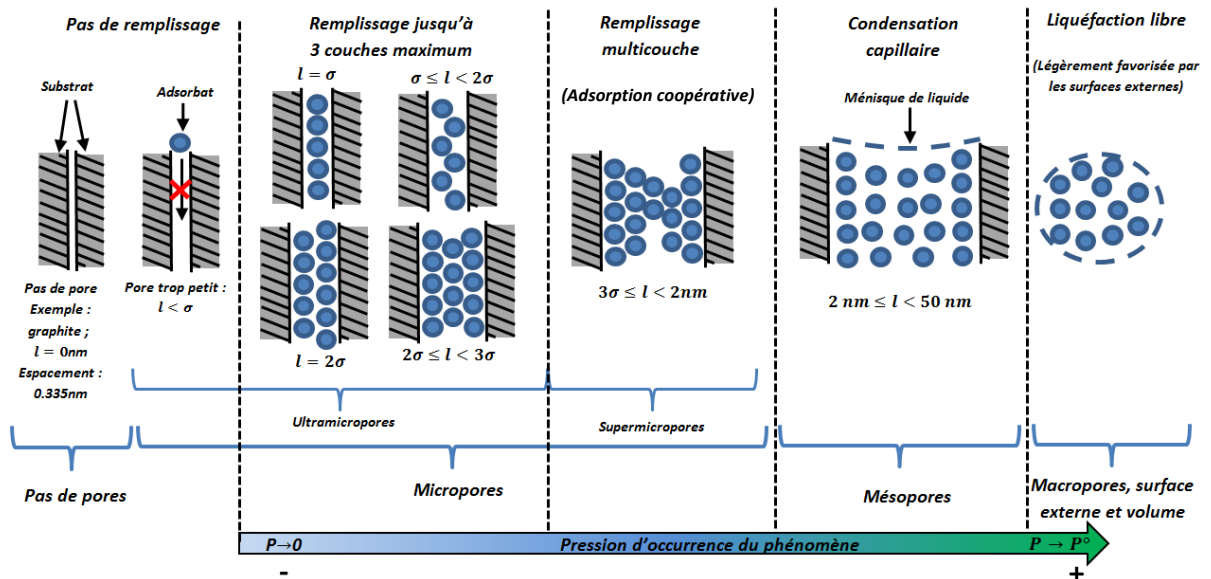 Pas de remplissage
Substrat
Adsorbat
Pas de pore
Exemple :
graphite ;
l = 0nm
Espacement :
0.335nm
Pore trop petit :
l < σ
Remplissage jusqu'à
3 couches maximum
l = σ
σ ≤ l < 2σ
l = 2σ
2σ ≤ l < 3σ
Remplissage
multicouche
(Adsorption coopérative)
3σ ≤ l < 2nm
Condensation
capillaire
Ménisque de liquide
2 nm ≤ l < 50 nm
Liquéfaction libre
(Légèrement favorisée par
les surfaces externes)
Ultramicropores
Supermicropores
Pas de pores
Micropores
Mésopores
Macropores, surface
externe et volume
P→0
Pression d'occurrence du phénomène
P → P°
-
+